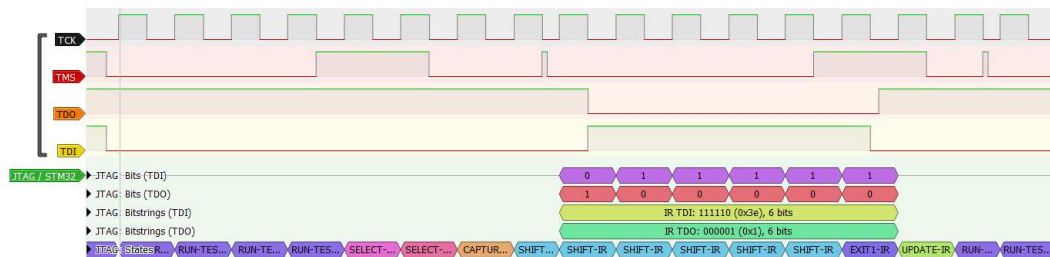 TCK
TMS
TDO
TDI
JTAG / STM32 JTAG: Bits (TDI) 0 1 1 1 1 1
JTAG: Bits (TDO) 1 0 0 0 0 0
JTAG: Bitstrings (TDI) IR TDI: 111110 (0x3e), 6 bits
JTAG: Bitstrings (TDO) IR TDO: 000001 (0x1), 6 bits
JTAG: States R... RUN-TES... RUN-TE... RUN-TES... SELECT-... SELECT-... CAPTUR... SHIFT... SHIFT-IR SHIFT-IR SHIFT-IR SHIFT-IR SHIFT-IR EXIT1-IR UPDATE-IR RUN-... RUN-TES...